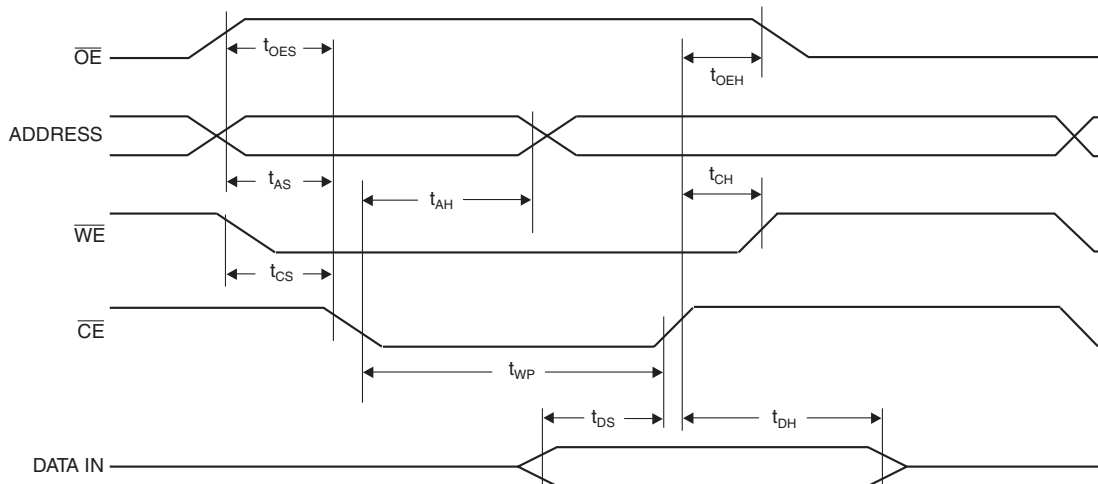 OE
tOES
tOEH
ADDRESS
tAS
tAH
tCH
WE
tCS
CE
tWP
tDS
tDH
DATA IN